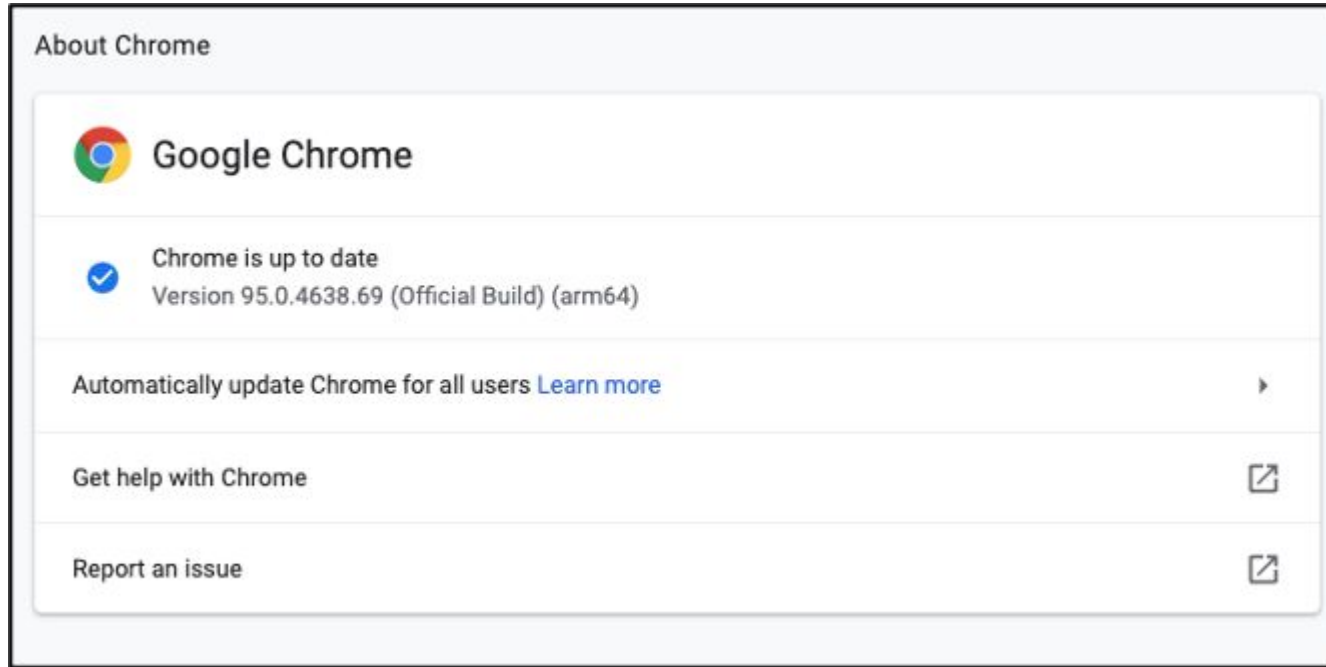 About Chrome
Google Chrome
Chrome is up to date
Version 95.0.4638.69 (Official Build) (arm64)
Automatically update Chrome for all users Learn more
Get help with Chrome
Report an issue